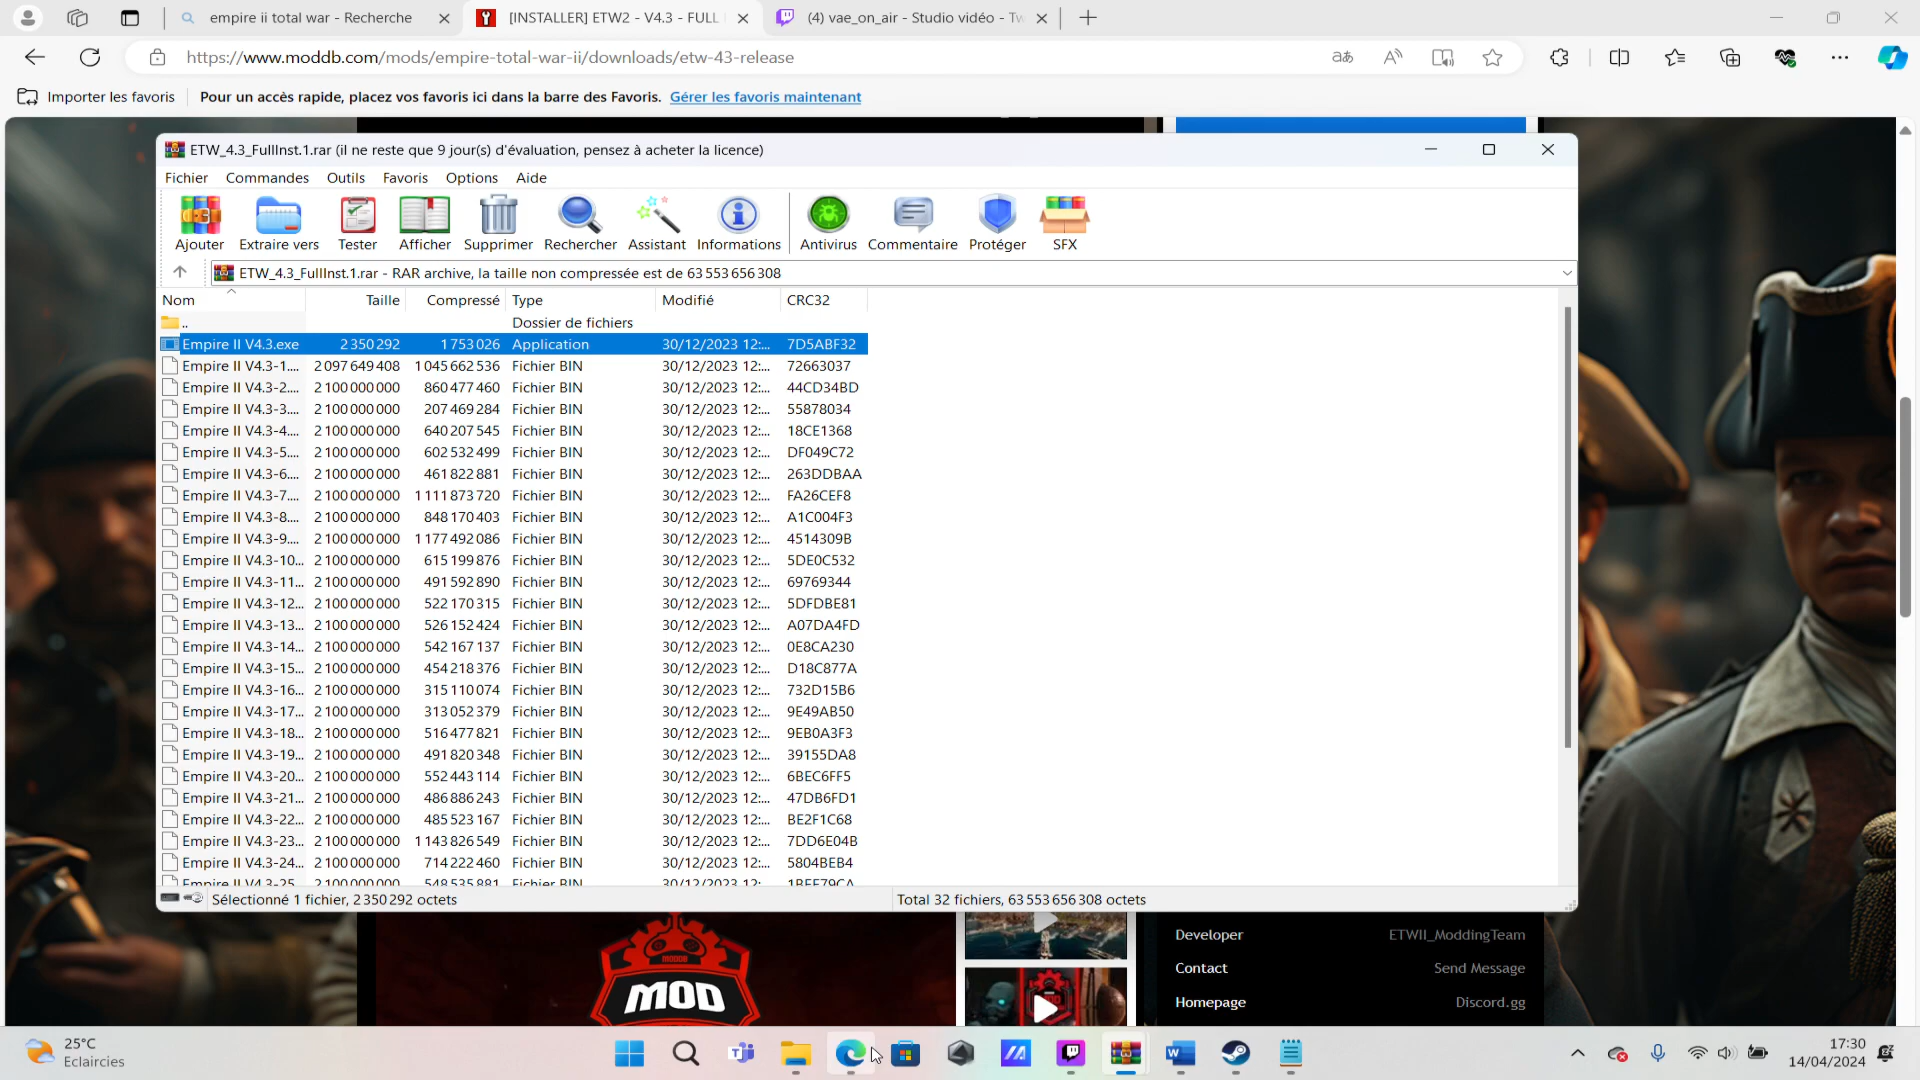 empire ii total war - Recherche
[INSTALLER] ETW2 - V4.3 - FULL
(4) vae_on_air - Studio vidéo - Tw
https://www.moddb.com/mods/empire-total-war-ii/downloads/etw-43-release
Importer les favoris
Pour un accès rapide, placez vos favoris ici dans la barre des Favoris. Gérer les favoris maintenant
ETW_4.3_FullInst.1.rar (il ne reste que 9 jour(s) d'évaluation, pensez à acheter la licence)
Fichier Commandes Outils Favoris Options Aide
Ajouter Extraire vers Tester Afficher Supprimer Rechercher Assistant Informations Antivirus Commentaire Protéger SFX
ETW_4.3_FullInst.1.rar - RAR archive, la taille non compressée est de 63 553 656 308
Nom Taille Compressé Type Modifié CRC32
.. Dossier de fichiers
Empire II V4.3.exe 2 350 292 1 753 026 Application 30/12/2023 12:... 7D5ABF32
Empire II V4.3-1.... 2 097 649 408 1 045 662 536 Fichier BIN 30/12/2023 12:... 72663037
Empire II V4.3-2.... 2 100 000 000 860 477 460 Fichier BIN 30/12/2023 12:... 44CD34BD
Empire II V4.3-3.... 2 100 000 000 207 469 284 Fichier BIN 30/12/2023 12:... 55878034
Empire II V4.3-4.... 2 100 000 000 640 207 545 Fichier BIN 30/12/2023 12:... 18CE1368
Empire II V4.3-5.... 2 100 000 000 602 532 499 Fichier BIN 30/12/2023 12:... DF049C72
Empire II V4.3-6.... 2 100 000 000 461 822 881 Fichier BIN 30/12/2023 12:... 263DDBAA
Empire II V4.3-7.... 2 100 000 000 1 111 873 720 Fichier BIN 30/12/2023 12:... FA26CEF8
Empire II V4.3-8.... 2 100 000 000 848 170 403 Fichier BIN 30/12/2023 12:... A1C004F3
Empire II V4.3-9.... 2 100 000 000 1 177 492 086 Fichier BIN 30/12/2023 12:... 4514309B
Empire II V4.3-10... 2 100 000 000 615 199 876 Fichier BIN 30/12/2023 12:... 5DE0C532
Empire II V4.3-11... 2 100 000 000 491 592 890 Fichier BIN 30/12/2023 12:... 69769344
Empire II V4.3-12... 2 100 000 000 522 170 315 Fichier BIN 30/12/2023 12:... 5DFDBE81
Empire II V4.3-13... 2 100 000 000 526 152 424 Fichier BIN 30/12/2023 12:... A07DA4FD
Empire II V4.3-14... 2 100 000 000 542 167 137 Fichier BIN 30/12/2023 12:... 0E8CA230
Empire II V4.3-15... 2 100 000 000 454 218 376 Fichier BIN 30/12/2023 12:... D18C877A
Empire II V4.3-16... 2 100 000 000 315 110 074 Fichier BIN 30/12/2023 12:... 732D15B6
Empire II V4.3-17... 2 100 000 000 313 052 379 Fichier BIN 30/12/2023 12:... 9E49AB50
Empire II V4.3-18... 2 100 000 000 516 477 821 Fichier BIN 30/12/2023 12:... 9EB0A3F3
Empire II V4.3-19... 2 100 000 000 491 820 348 Fichier BIN 30/12/2023 12:... 39155DA8
Empire II V4.3-20... 2 100 000 000 552 443 114 Fichier BIN 30/12/2023 12:... 6BEC6FF5
Empire II V4.3-21... 2 100 000 000 486 886 243 Fichier BIN 30/12/2023 12:... 47DB6FD1
Empire II V4.3-22... 2 100 000 000 485 523 167 Fichier BIN 30/12/2023 12:... BE2F1C68
Empire II V4.3-23... 2 100 000 000 1 143 826 549 Fichier BIN 30/12/2023 12:... 7DD6E04B
Empire II V4.3-24... 2 100 000 000 714 222 460 Fichier BIN 30/12/2023 12:... 5804BEB4
Empire II V4.3-25 2 100 000 000 548 535 881 Fichier BIN 30/12/2023 12:
Sélectionné 1 fichier, 2 350 292 octets
Total 32 fichiers, 63 553 656 308 octets
MODDB
MOD
Developer ETWII_ModdingTeam
Contact Send Message
Homepage Discord.gg
25°C
Eclaircies
17:30
14/04/2024